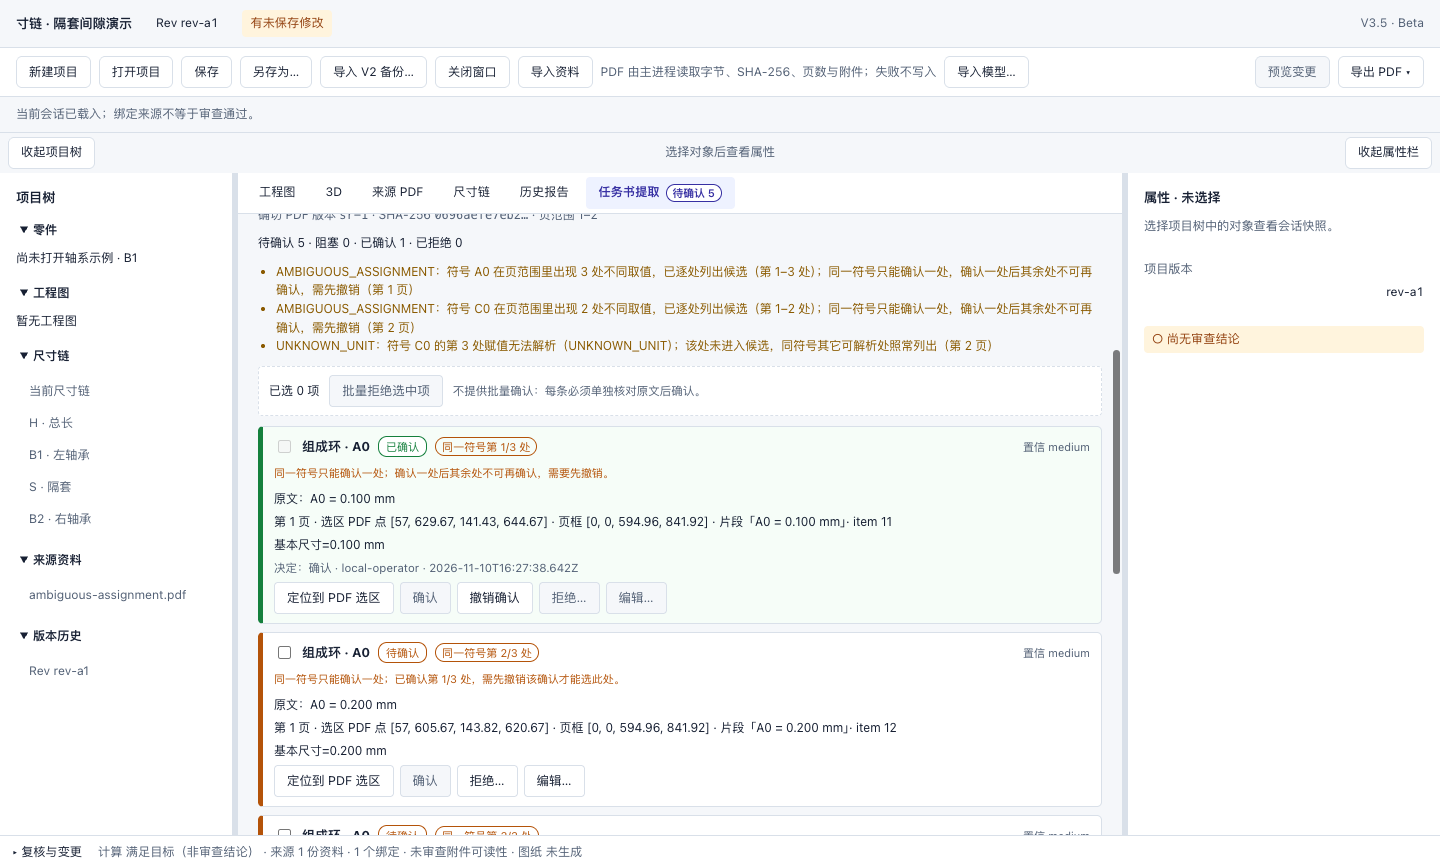 寸链 · 隔套间隙演示 Rev rev-a1 有未保存修改 V3.5 · Beta
新建项目 打开项目 保存 另存为... 导入 V2 备份... 关闭窗口 导入资料 PDF 由主进程读取字节、SHA-256、页数与附件；失败不写入 导入模型... 预览变更 导出 PDF ▾
当前会话已载入；绑定来源不等于审查通过。
收起项目树 选择对象后查看属性 收起属性栏
项目树
▼ 零件
尚未打开轴系示例 · B1
▼ 工程图
暂无工程图
▼ 尺寸链
当前尺寸链
H · 总长
B1 · 左轴承
S · 隔套
B2 · 右轴承
▼ 来源资料
ambiguous-assignment.pdf
▼ 版本历史
Rev rev-a1
工程图 3D 来源 PDF 尺寸链 历史报告 任务书提取 待确认 5
确切 PDF 版本 · SHA-256 · 页范围 1–2
待确认 5 · 阻塞 0 · 已确认 1 · 已拒绝 0
• AMBIGUOUS_ASSIGNMENT：符号 A0 在页范围里出现 3 处不同取值，已逐处列出候选（第 1–3 处）；同一符号只能确认一处，确认一处后其余处不可再
确认，需先撤销（第 1 页）
• AMBIGUOUS_ASSIGNMENT：符号 C0 在页范围里出现 2 处不同取值，已逐处列出候选（第 1–2 处）；同一符号只能确认一处，确认一处后其余处不可再
确认，需先撤销（第 2 页）
• UNKNOWN_UNIT：符号 C0 的第 3 处赋值无法解析（UNKNOWN_UNIT）；该处未进入候选，同符号其它可解析处照常列出（第 2 页）
已选 0 项 批量拒绝选中项 不提供批量确认：每条必须单独核对原文后确认。
组成环 · A0 已确认 同一符号第 1/3 处 置信 medium
同一符号只能确认一处；确认一处后其余处不可再确认，需要先撤销。
原文：A0 = 0.100 mm
第 1 页 · 选区 PDF 点 [57, 629.67, 141.43, 644.67] · 页框 [0, 0, 594.96, 841.92] · 片段「A0 = 0.100 mm」· item 11
基本尺寸=0.100 mm
决定：确认 · local-operator · 2026-11-10T16:27:38.642Z
定位到 PDF 选区 确认 撤销确认 拒绝... 编辑...
组成环 · A0 待确认 同一符号第 2/3 处 置信 medium
同一符号只能确认一处；已确认第 1/3 处，需先撤销该确认才能选此处。
原文：A0 = 0.200 mm
第 1 页 · 选区 PDF 点 [57, 605.67, 143.82, 620.67] · 页框 [0, 0, 594.96, 841.92] · 片段「A0 = 0.200 mm」· item 12
基本尺寸=0.200 mm
定位到 PDF 选区 确认 拒绝... 编辑...
组成环 · A0 待确认 同一符号第 3/3 处 置信 medium
属性 · 未选择
选择项目树中的对象查看会话快照。
项目版本
rev-a1
○ 尚无审查结论
▸ 复核与变更 计算 满足目标（非审查结论） · 来源 1 份资料 · 1 个绑定 · 未审查附件可读性 · 图纸 未生成